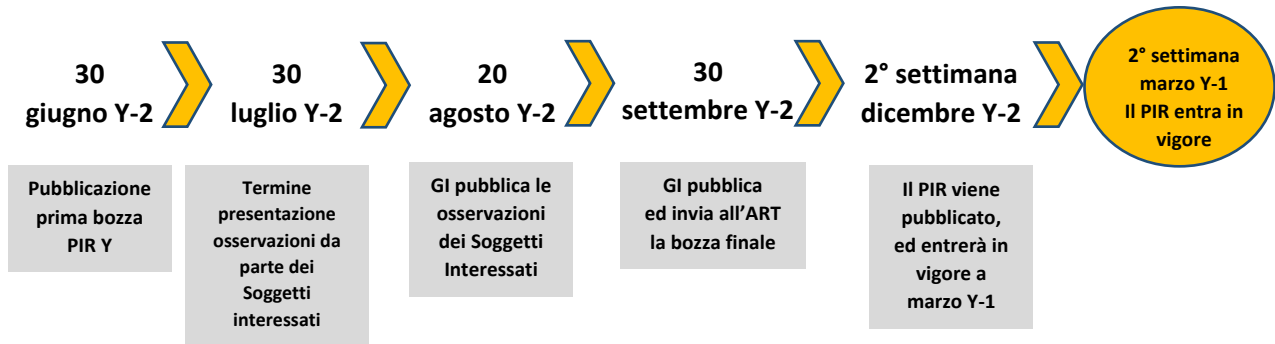 30
giugno Y-2
30
luglio Y-2
20
agosto Y-2
30
settembre Y-2
2° settimana
dicembre Y-2
2° settimana
marzo Y-1
Il PIR entra in
vigore
Pubblicazione
prima bozza
PIR Y
Termine
presentazione
osservazioni da
parte dei
Soggetti
interessati
GI pubblica le
osservazioni
dei Soggetti
Interessati
GI pubblica
ed invia all’ART
la bozza finale
Il PIR viene
pubblicato,
ed entrerà in
vigore a
marzo Y-1